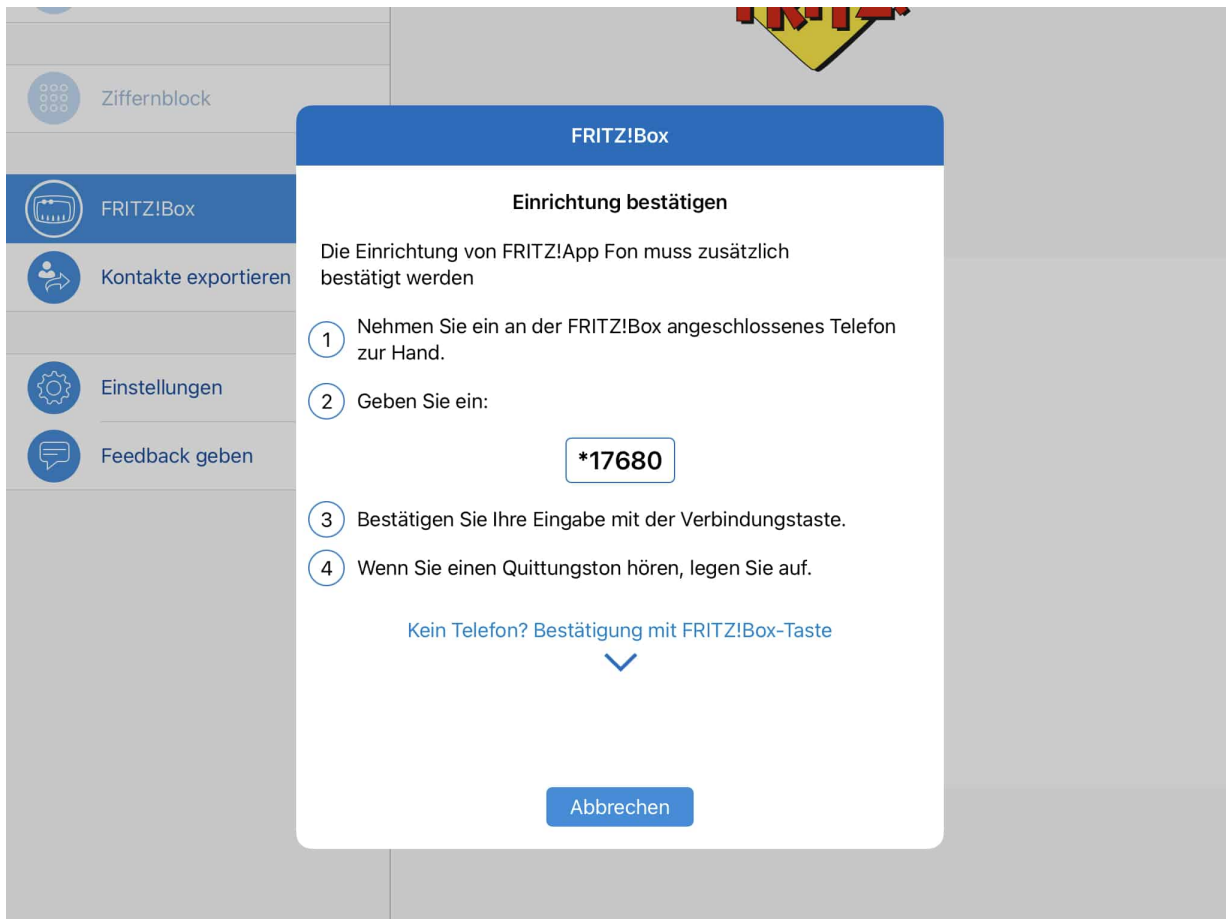 Ziffernblock
FRITZ!Box
Kontakte exportieren
Einstellungen
Feedback geben
FRITZ!Box
Einrichtung bestätigen
Die Einrichtung von FRITZ!App Fon muss zusätzlich
bestätigt werden
1 Nehmen Sie ein an der FRITZ!Box angeschlossenes Telefon
zur Hand.
2 Geben Sie ein:
*17680
3 Bestätigen Sie Ihre Eingabe mit der Verbindungstaste.
4 Wenn Sie einen Quittungston hören, legen Sie auf.
Kein Telefon? Bestätigung mit FRITZ!Box-Taste
Abbrechen